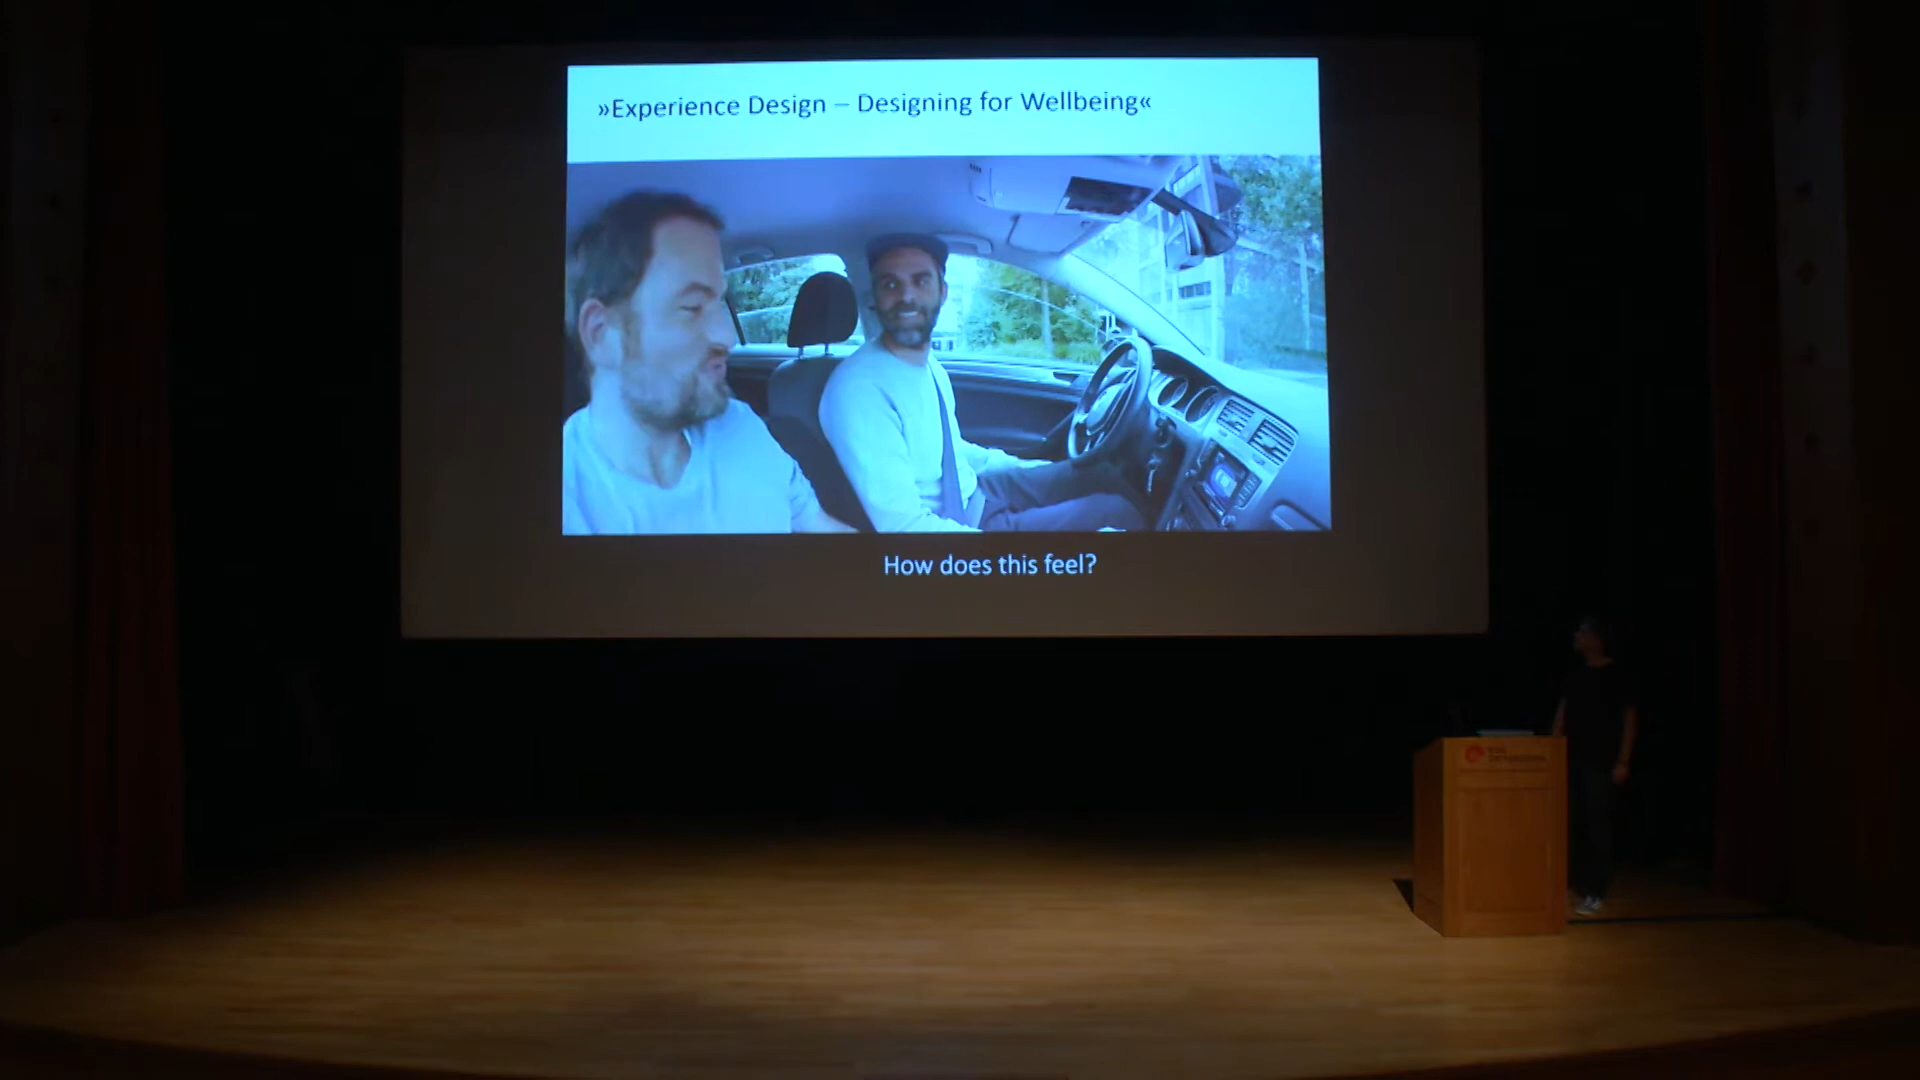 »Experience Design – Designing for Wellbeing«
How does this feel?